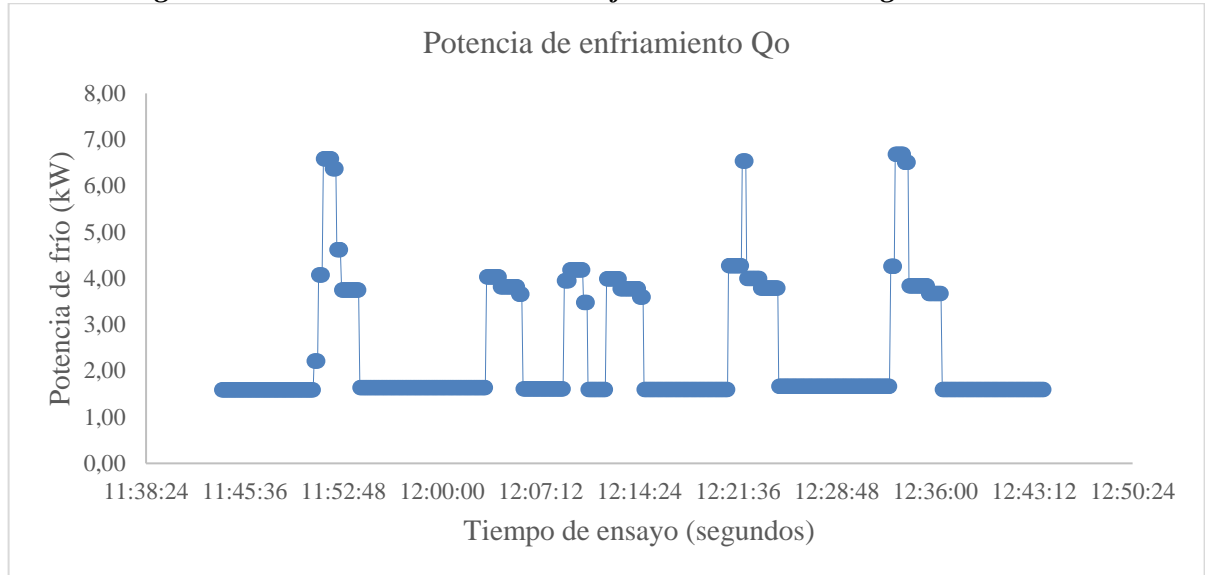 Potencia de enfriamiento Qo
8,00
7,00
6,00
5,00
4,00
3,00
2,00
1,00
0,00
Potencia de frío (kW)
11:38:24 11:45:36 11:52:48 12:00:00 12:07:12 12:14:24 12:21:36 12:28:48 12:36:00 12:43:12 12:50:24
Tiempo de ensayo (segundos)